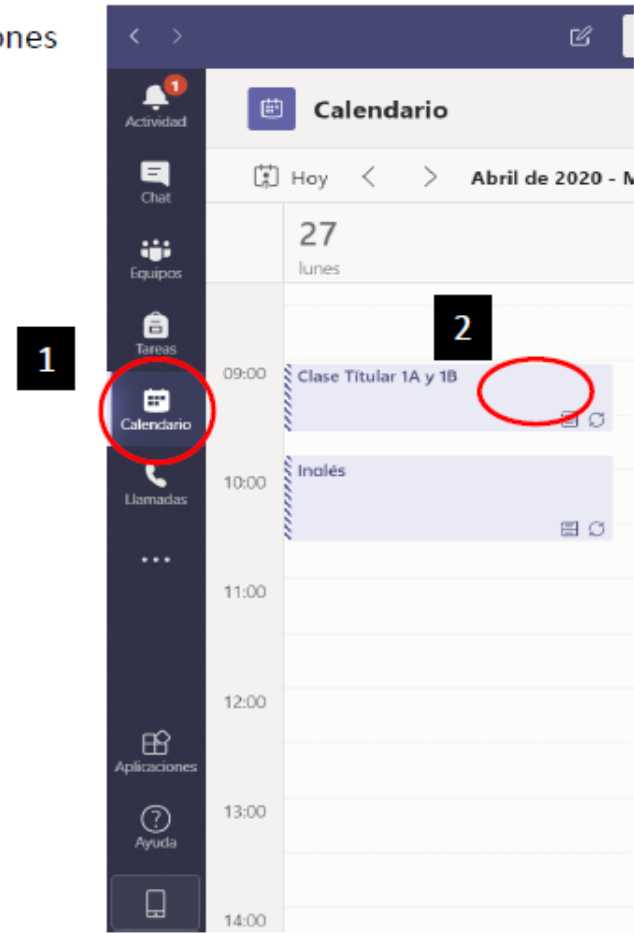 ones
1
Actividad
Calendario
Chat
Hoy
Abril de 2020 - M
27
lunes
Equipos
2
Tareas
1
09:00
Clase Títular 1A y 1B
Calendario
10:00
Inglés
Llamadas
11:00
12:00
Aplicaciones
13:00
Ayuda
14:00